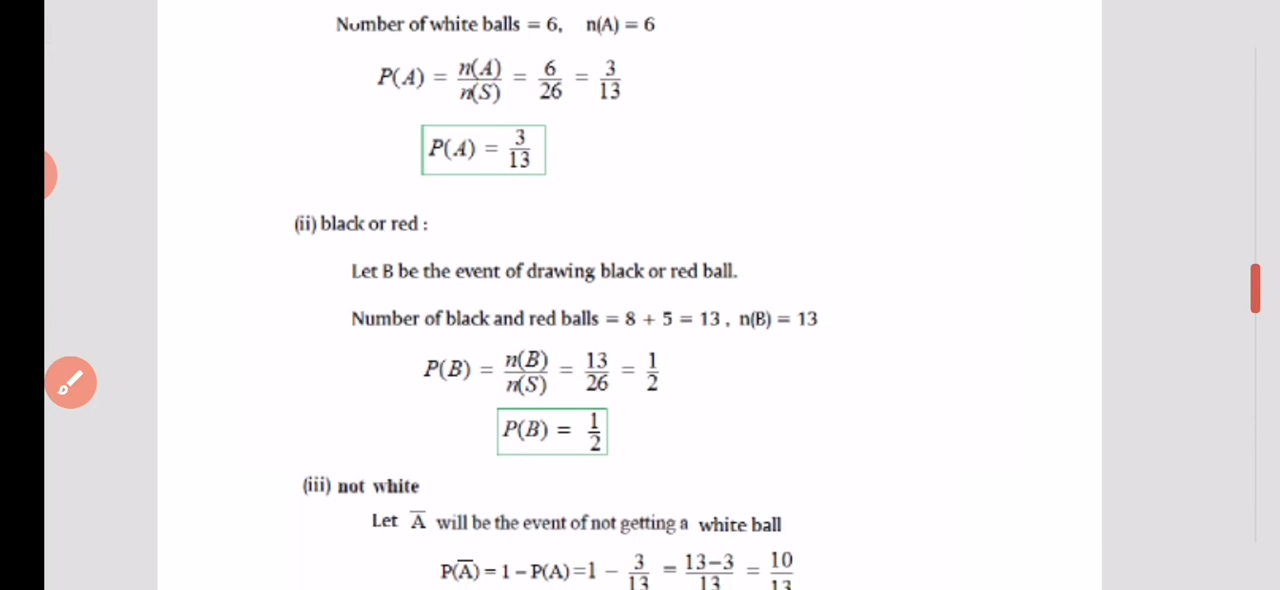 Number of white balls = 6, n(A) = 6
P(A) = n(A)/n(S) = 6/26 = 3/13
P(A) = 3/13
(ii) black or red :
Let B be the event of drawing black or red ball.
Number of black and red balls = 8 + 5 = 13 , n(B) = 13
P(B) = n(B)/n(S) = 13/26 = 1/2
P(B) = 1/2
(iii) not white
Let A̅ will be the event of not getting a white ball
P(A̅) = 1 – P(A) =1 − 3/13 = 13−3/13 = 10/13